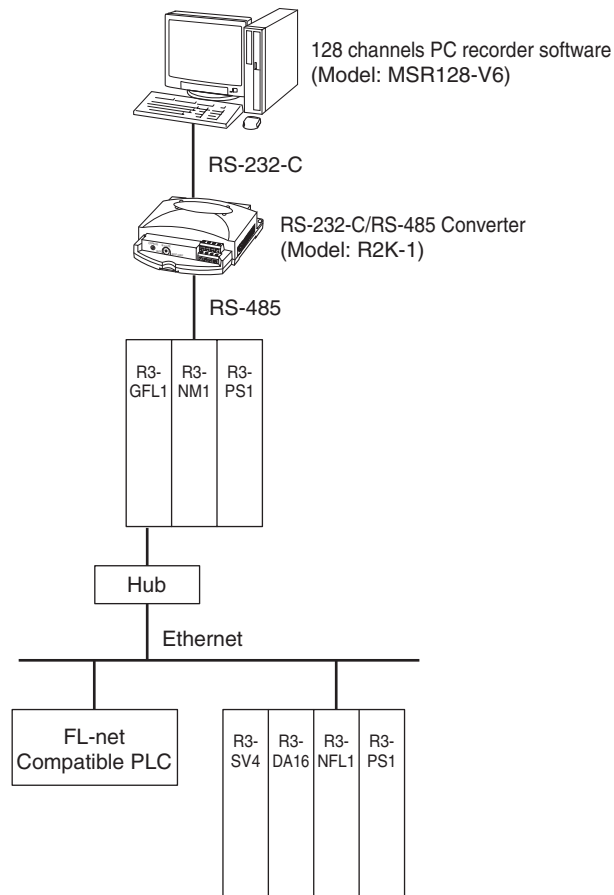 128 channels PC recorder software
(Model: MSR128-V6)
RS-232-C
RS-232-C/RS-485 Converter
(Model: R2K-1)
RS-485
R3-
GFL1
R3-
NM1
R3-
PS1
Hub
Ethernet
FL-net
Compatible PLC
R3-
SV4
R3-
DA16
R3-
NFL1
R3-
PS1